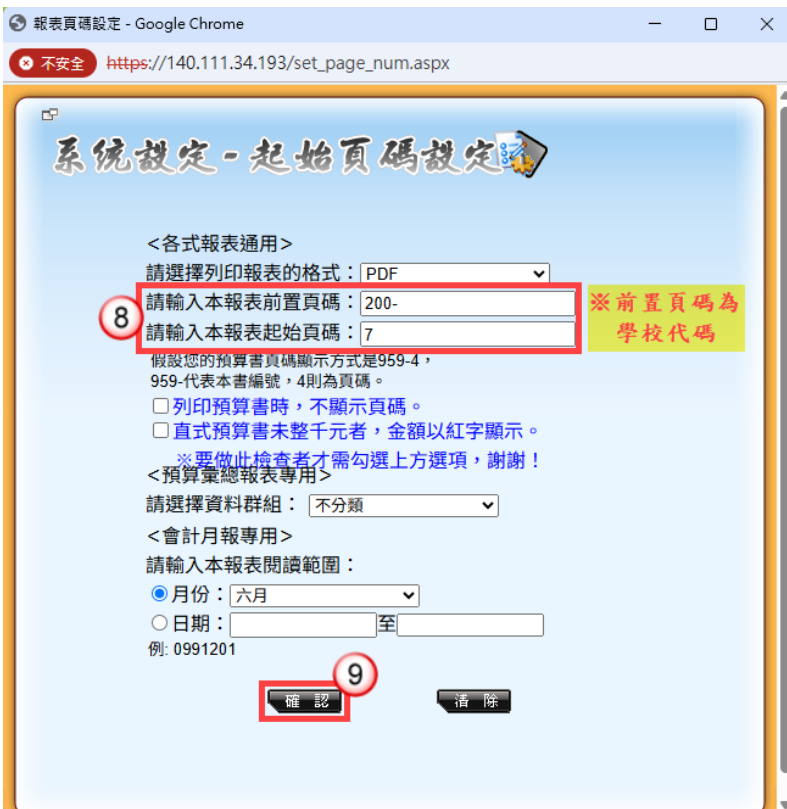 報表頁碼設定 - Google Chrome
不安全 https://140.111.34.193/set_page_num.aspx
系統設定-起始頁碼設定
<各式報表通用>
請選擇列印報表的格式：PDF
8
請輸入本報表前置頁碼：200-
請輸入本報表起始頁碼：7
※前置頁碼為
學校代碼
假設您的預算書頁碼顯示方式是959-4，
959-代表本書編號，4則為頁碼。
列印預算書時，不顯示頁碼。
直式預算書未整千元者，金額以紅字顯示。
※要做此檢查者才需勾選上方選項，謝謝！
<預算彙總報表專用>
請選擇資料群組： 不分類
<會計月報專用>
請輸入本報表閱讀範圍：
月份：六月
日期： 至
例: 0991201
9
確 認 清 除